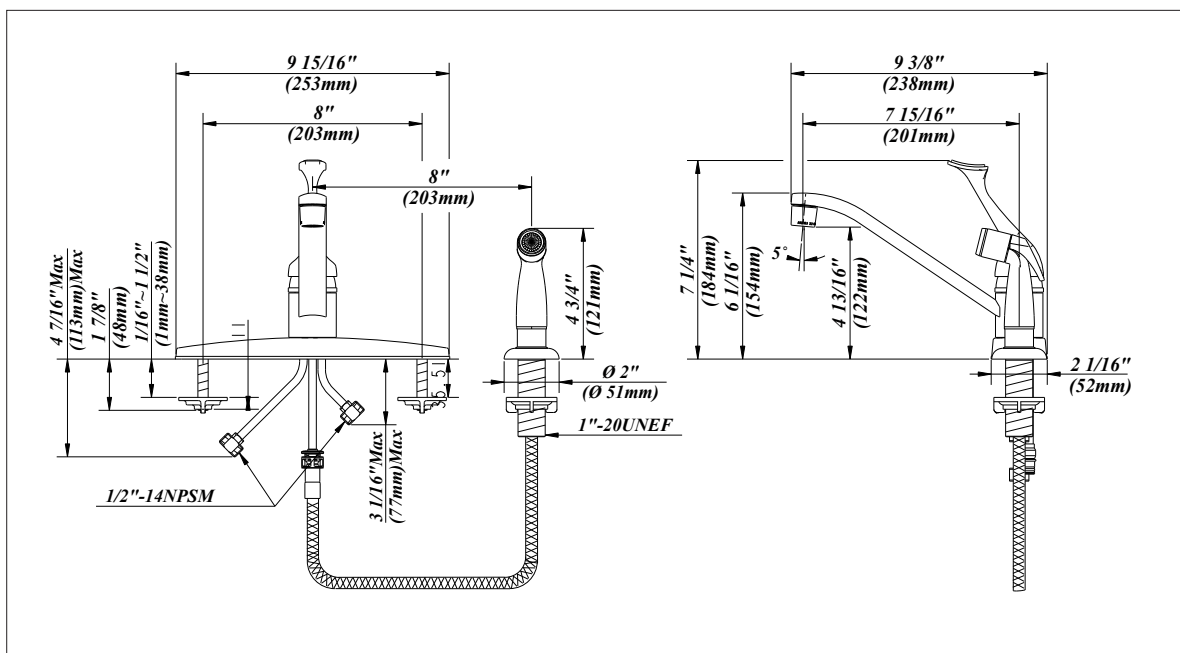 9 15/16"
(253mm)
8"
(203mm)
8"
(203mm)
4 7/16"Max
(113mm)Max
1 7/8"
(48mm)
1/16"~1 1/2"
(1mm~38mm)
11
4 3/4"
(121mm)
Ø 2"
(Ø 51mm)
35.51
1"-20UNEF
1/2"-14NPSM
3 1/16"Max
(77mm)Max
9 3/8"
(238mm)
7 15/16"
(201mm)
7 1/4"
(184mm)
6 1/16"
(154mm)
5°
4 13/16"
(122mm)
2 1/16"
(52mm)